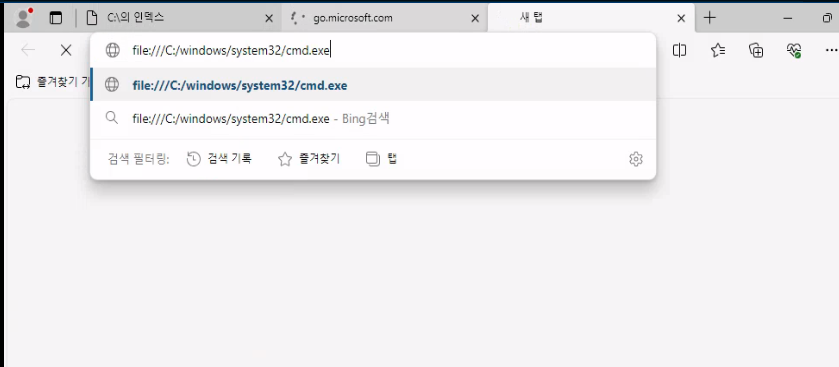 C:\의 인덱스
go.microsoft.com
새 탭
file:///C:/windows/system32/cmd.exe
즐겨찾기 기
file:///C:/windows/system32/cmd.exe
file:///C:/windows/system32/cmd.exe - Bing검색
검색 필터링: 검색 기록 즐겨찾기 탭